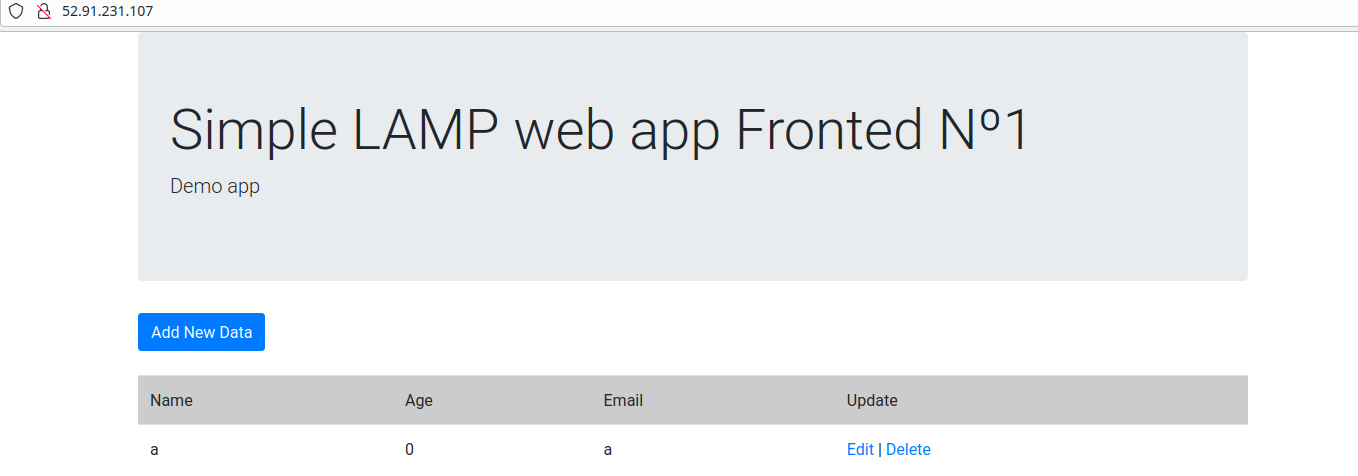 52.91.231.107
Simple LAMP web app Fronted Nº1
Demo app
Add New Data
Name Age Email Update
a 0 a Edit | Delete